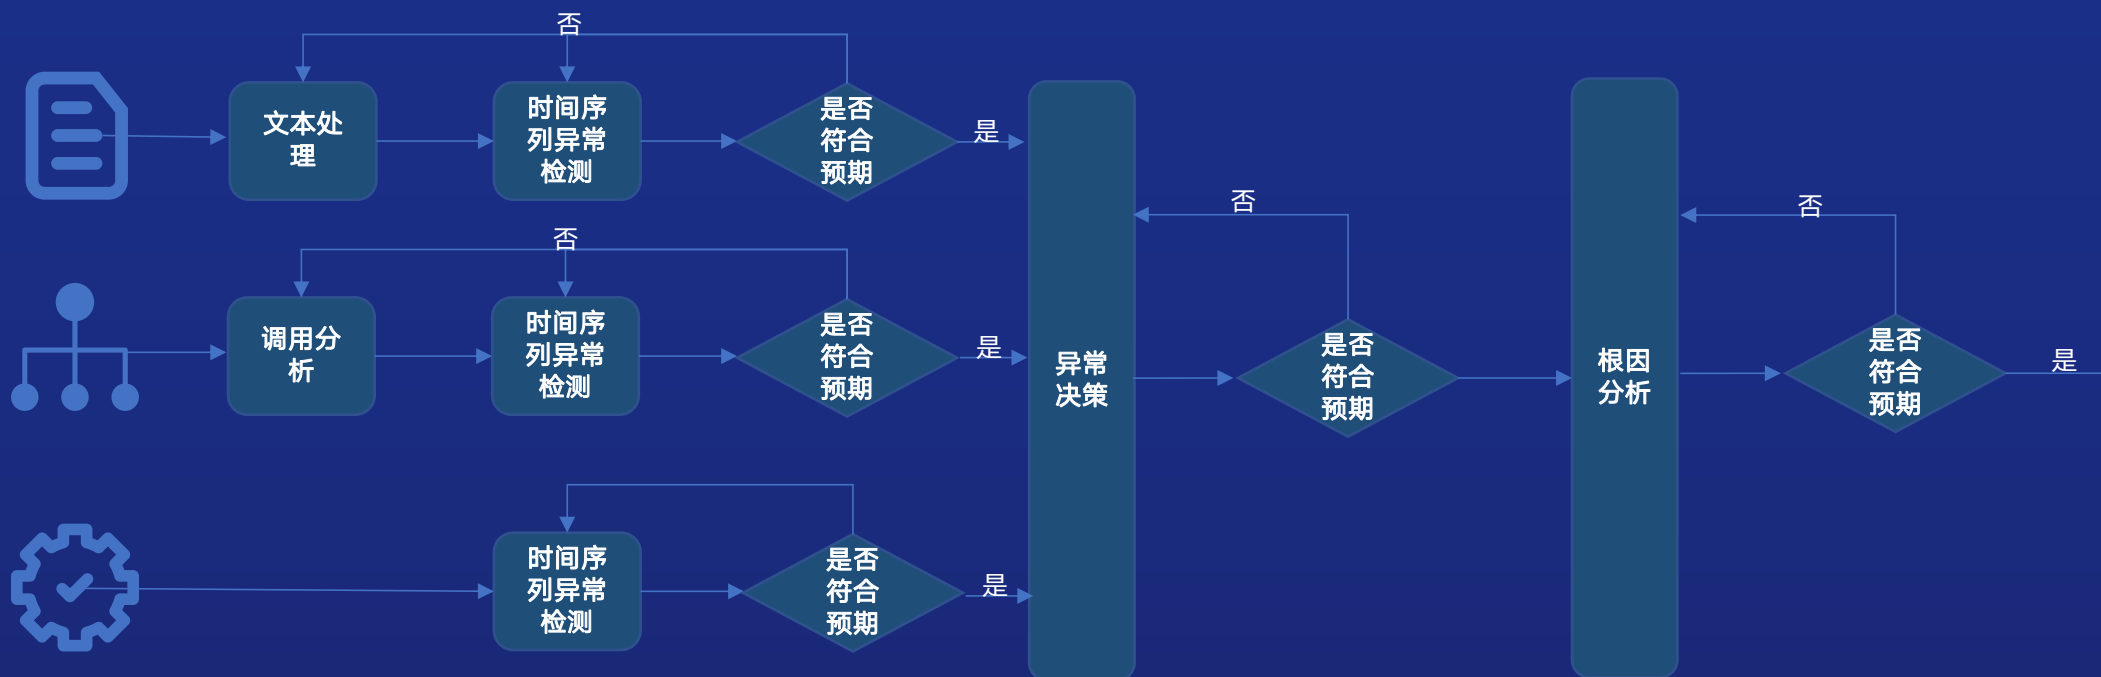 否
文本处
理
时间序
列异常
检测
是否
符合
预期
是
否
调用分
析
时间序
列异常
检测
是否
符合
预期
是
时间序
列异常
检测
是否
符合
预期
是
异常
决策
否
是否
符合
预期
根因
分析
否
是否
符合
预期
是